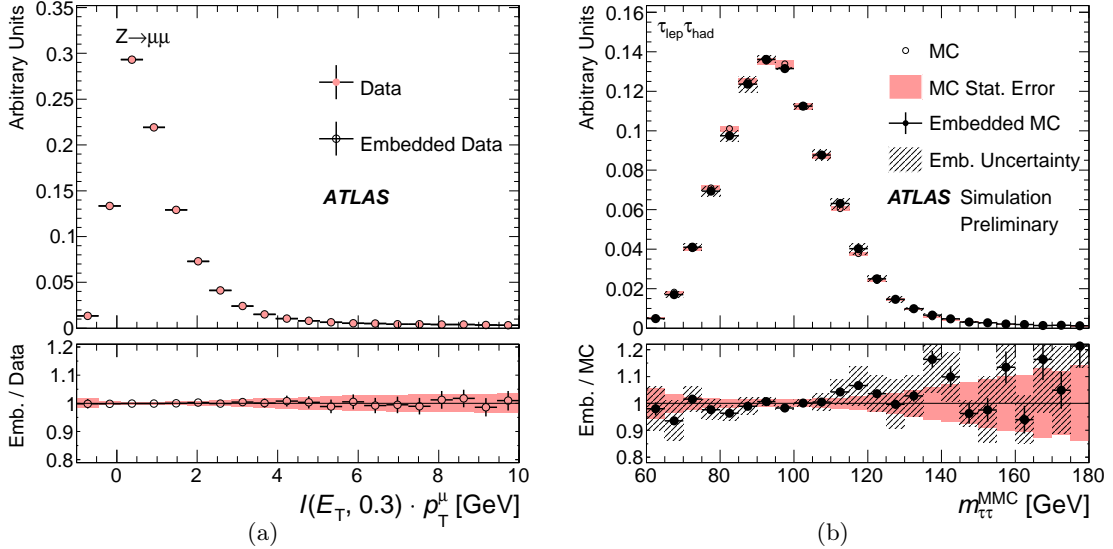 Arbitrary Units
0.35
0.3
0.25
0.2
0.15
0.1
0.05
0
Z→μμ
Data
Embedded Data
ATLAS
Emb. / Data
1.2
1.1
1.0
0.9
0.8
0 2 4 6 8 10
I(E_T, 0.3) · p_T^μ [GeV]
(a)
Arbitrary Units
0.16
0.14
0.12
0.1
0.08
0.06
0.04
0.02
0
τ_lep τ_had
MC
MC Stat. Error
Embedded MC
Emb. Uncertainty
ATLAS Simulation
Preliminary
Emb. / MC
1.2
1.1
1
0.9
0.8
60 80 100 120 140 160 180
m_ττ^MMC [GeV]
(b)